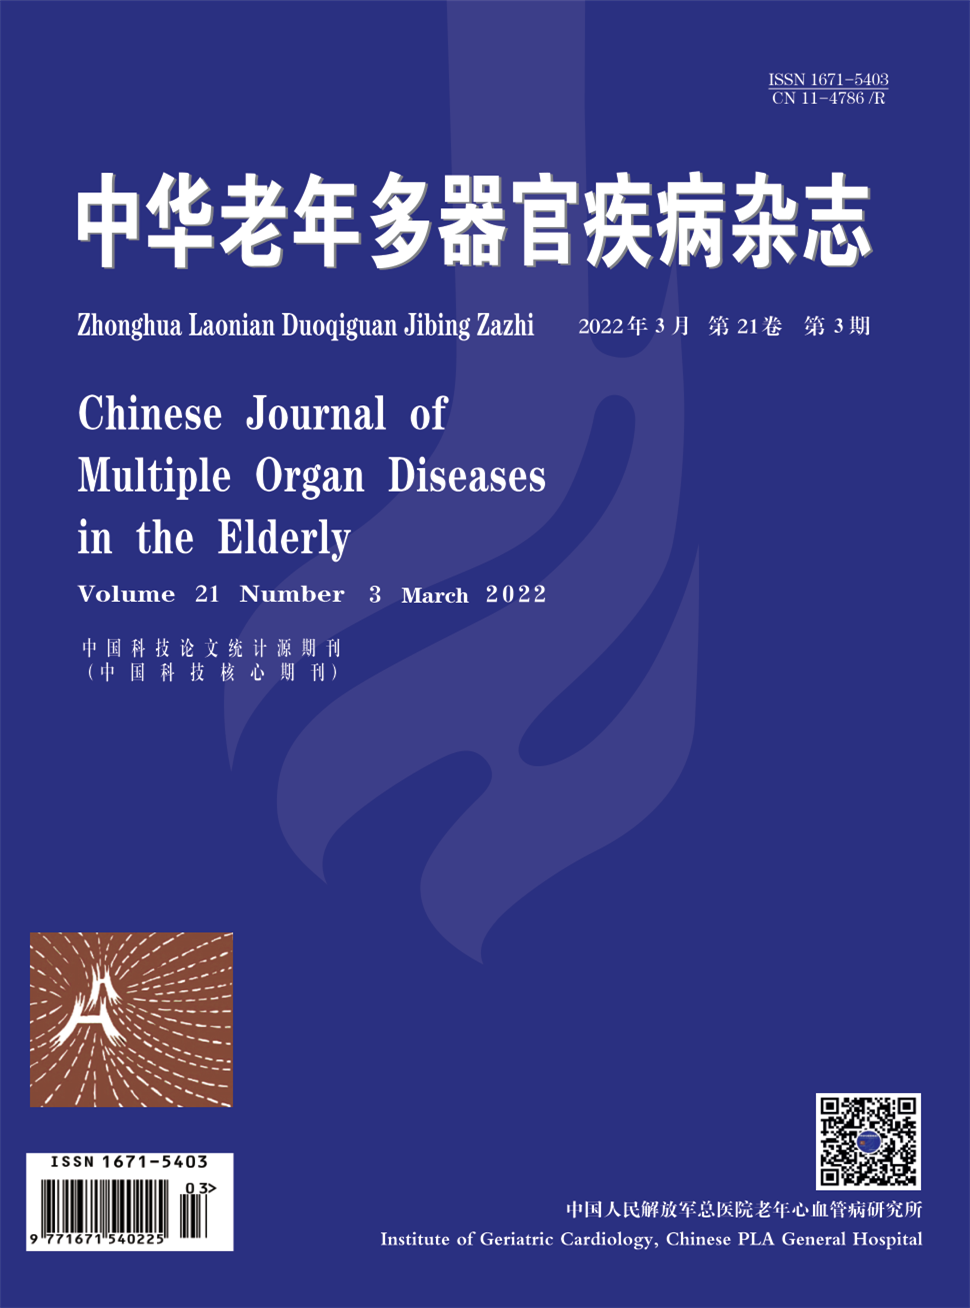 ISSN 1671-5403
CN 11-4786 /R
中华老年多器官疾病杂志
Zhonghua Laonian Duoqiguan Jibing Zazhi 2022年3月 第21卷 第3期
Chinese Journal of
Multiple Organ Diseases
in the Elderly
Volume 21 Number 3 March 2022
中国科技论文统计源期刊
(中国科技核心期刊)
ISSN 1671-5403
03>
9 771671 540225
中国人民解放军总医院老年心血管病研究所
Institute of Geriatric Cardiology, Chinese PLA General Hospital